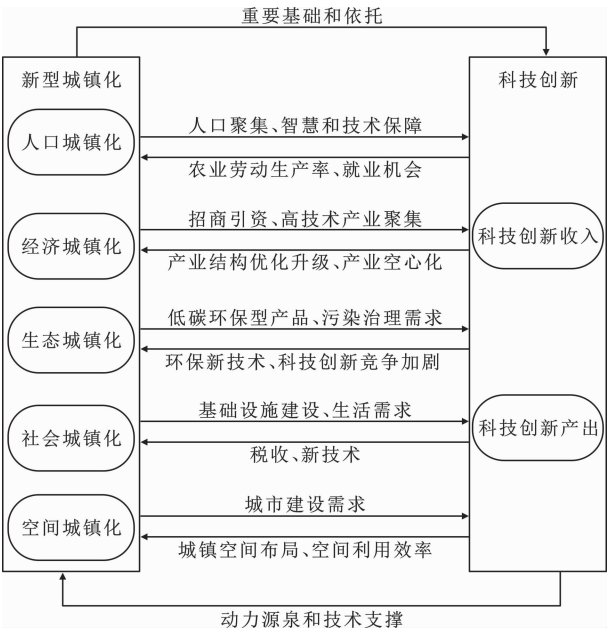 重要基础和依托
新型城镇化
科技创新
人口城镇化
人口聚集、智慧和技术保障
农业劳动生产率、就业机会
经济城镇化
招商引资、高技术产业聚集
产业结构优化升级、产业空心化
科技创新收入
生态城镇化
低碳环保型产品、污染治理需求
环保新技术、科技创新竞争加剧
社会城镇化
基础设施建设、生活需求
税收、新技术
科技创新产出
空间城镇化
城市建设需求
城镇空间布局、空间利用效率
动力源泉和技术支撑